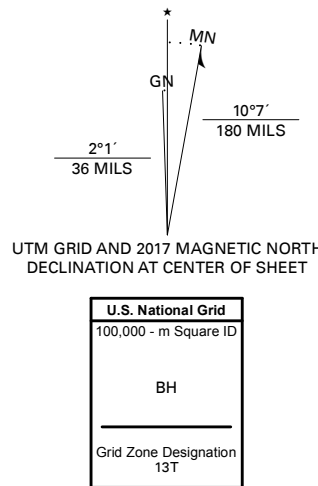 ★
MN
GN
10°7´
180 MILS
2°1´
36 MILS
UTM GRID AND 2017 MAGNETIC NORTH
DECLINATION AT CENTER OF SHEET
U.S. National Grid
100,000 - m Square ID
BH
Grid Zone Designation
13T